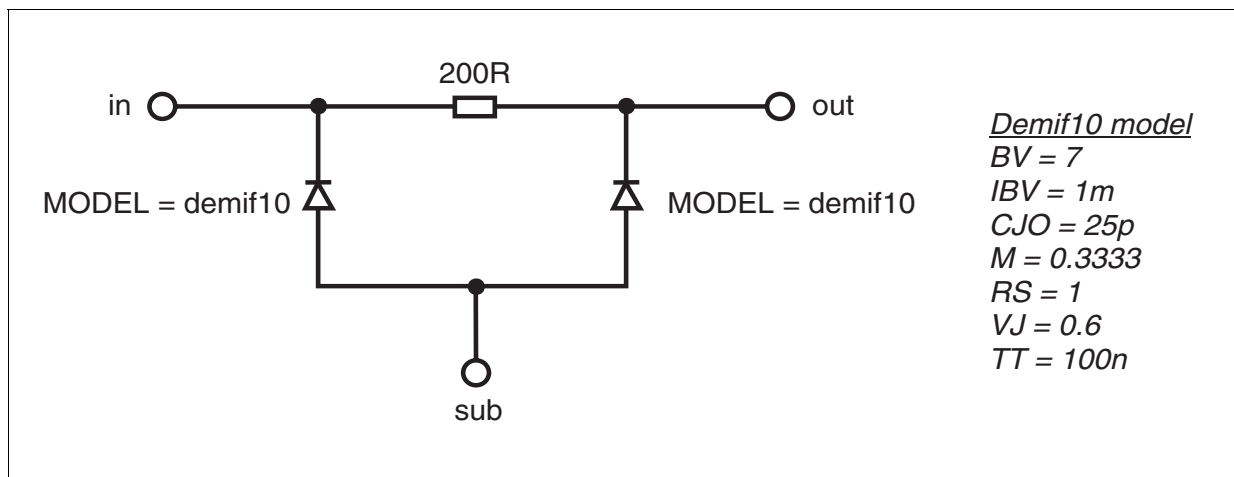 200R
in
out
MODEL = demif10
MODEL = demif10
sub
Demif10 model
BV = 7
IBV = 1m
CJO = 25p
M = 0.3333
RS = 1
VJ = 0.6
TT = 100n